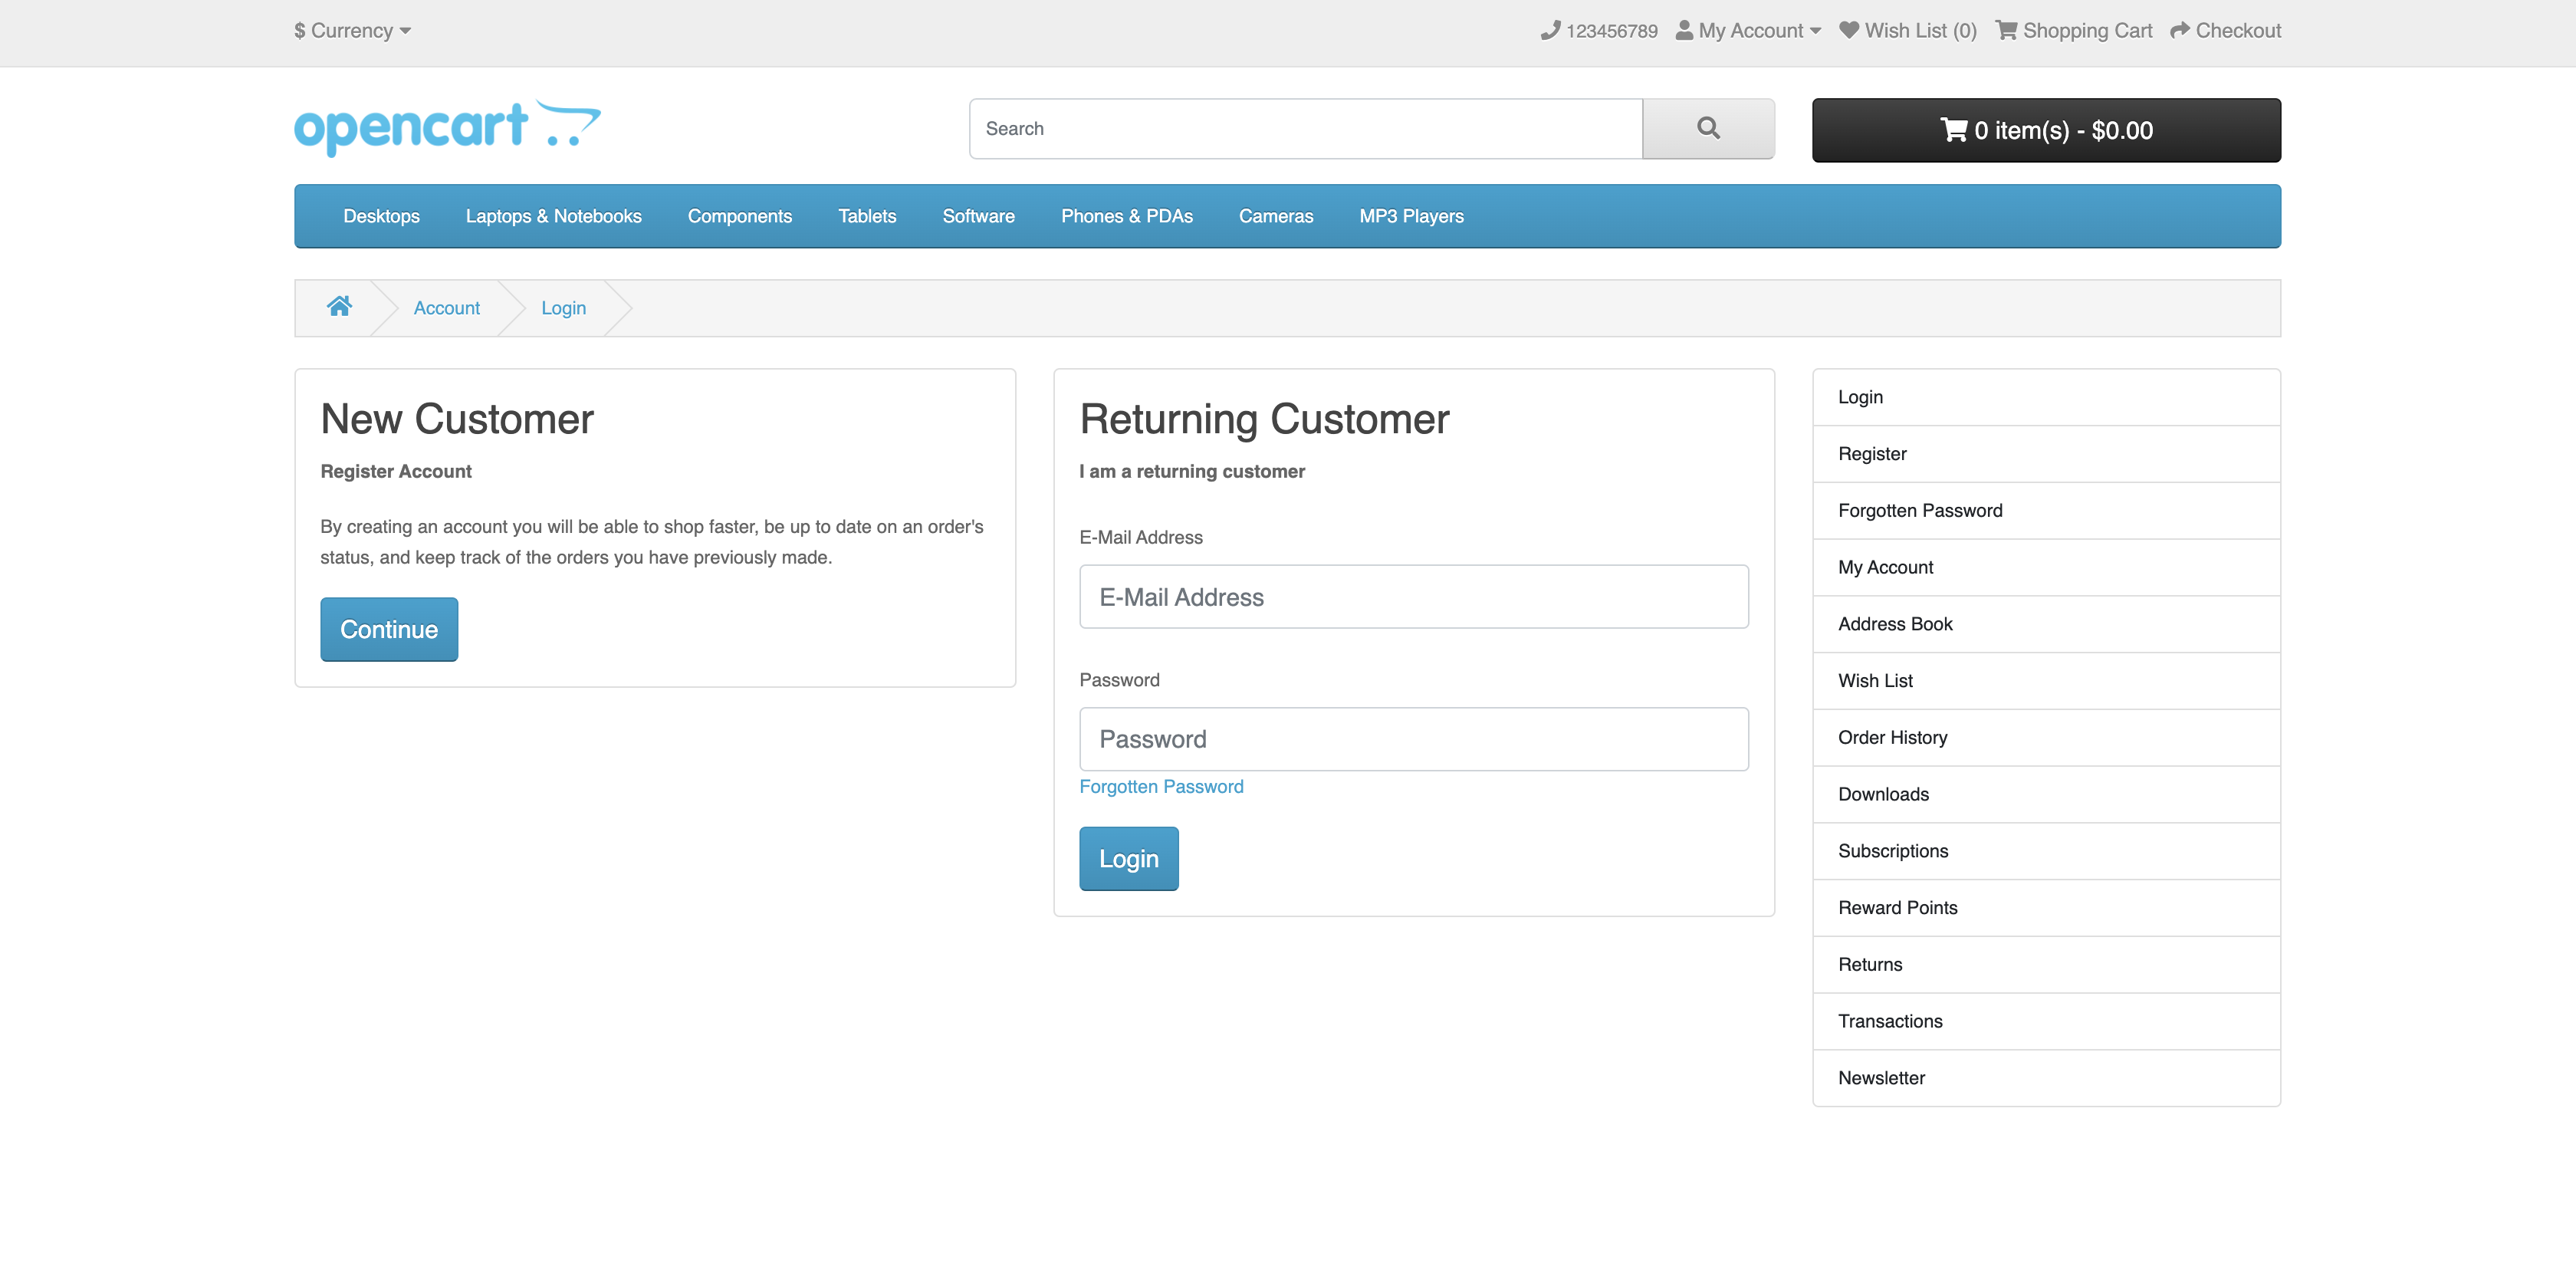 $ Currency
123456789 My Account Wish List (0) Shopping Cart Checkout
opencart
Search
0 item(s) - $0.00
Desktops Laptops & Notebooks Components Tablets Software Phones & PDAs Cameras MP3 Players
Account Login
New Customer
Register Account
By creating an account you will be able to shop faster, be up to date on an order's
status, and keep track of the orders you have previously made.
Continue
Returning Customer
I am a returning customer
E-Mail Address
E-Mail Address
Password
Password
Forgotten Password
Login
Login
Register
Forgotten Password
My Account
Address Book
Wish List
Order History
Downloads
Subscriptions
Reward Points
Returns
Transactions
Newsletter